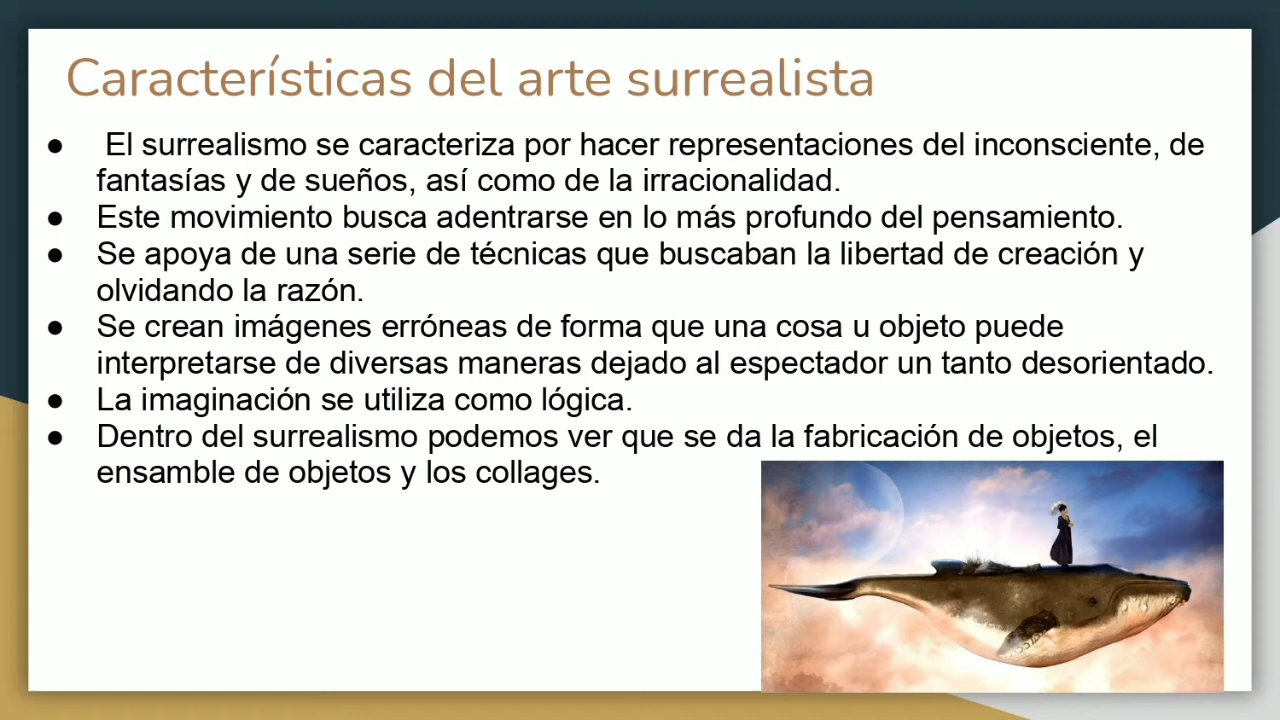 Características del arte surrealista
● El surrealismo se caracteriza por hacer representaciones del inconsciente, de
fantasías y de sueños, así como de la irracionalidad.
● Este movimiento busca adentrarse en lo más profundo del pensamiento.
● Se apoya de una serie de técnicas que buscaban la libertad de creación y
olvidando la razón.
● Se crean imágenes erróneas de forma que una cosa u objeto puede
interpretarse de diversas maneras dejado al espectador un tanto desorientado.
● La imaginación se utiliza como lógica.
● Dentro del surrealismo podemos ver que se da la fabricación de objetos, el
ensamble de objetos y los collages.